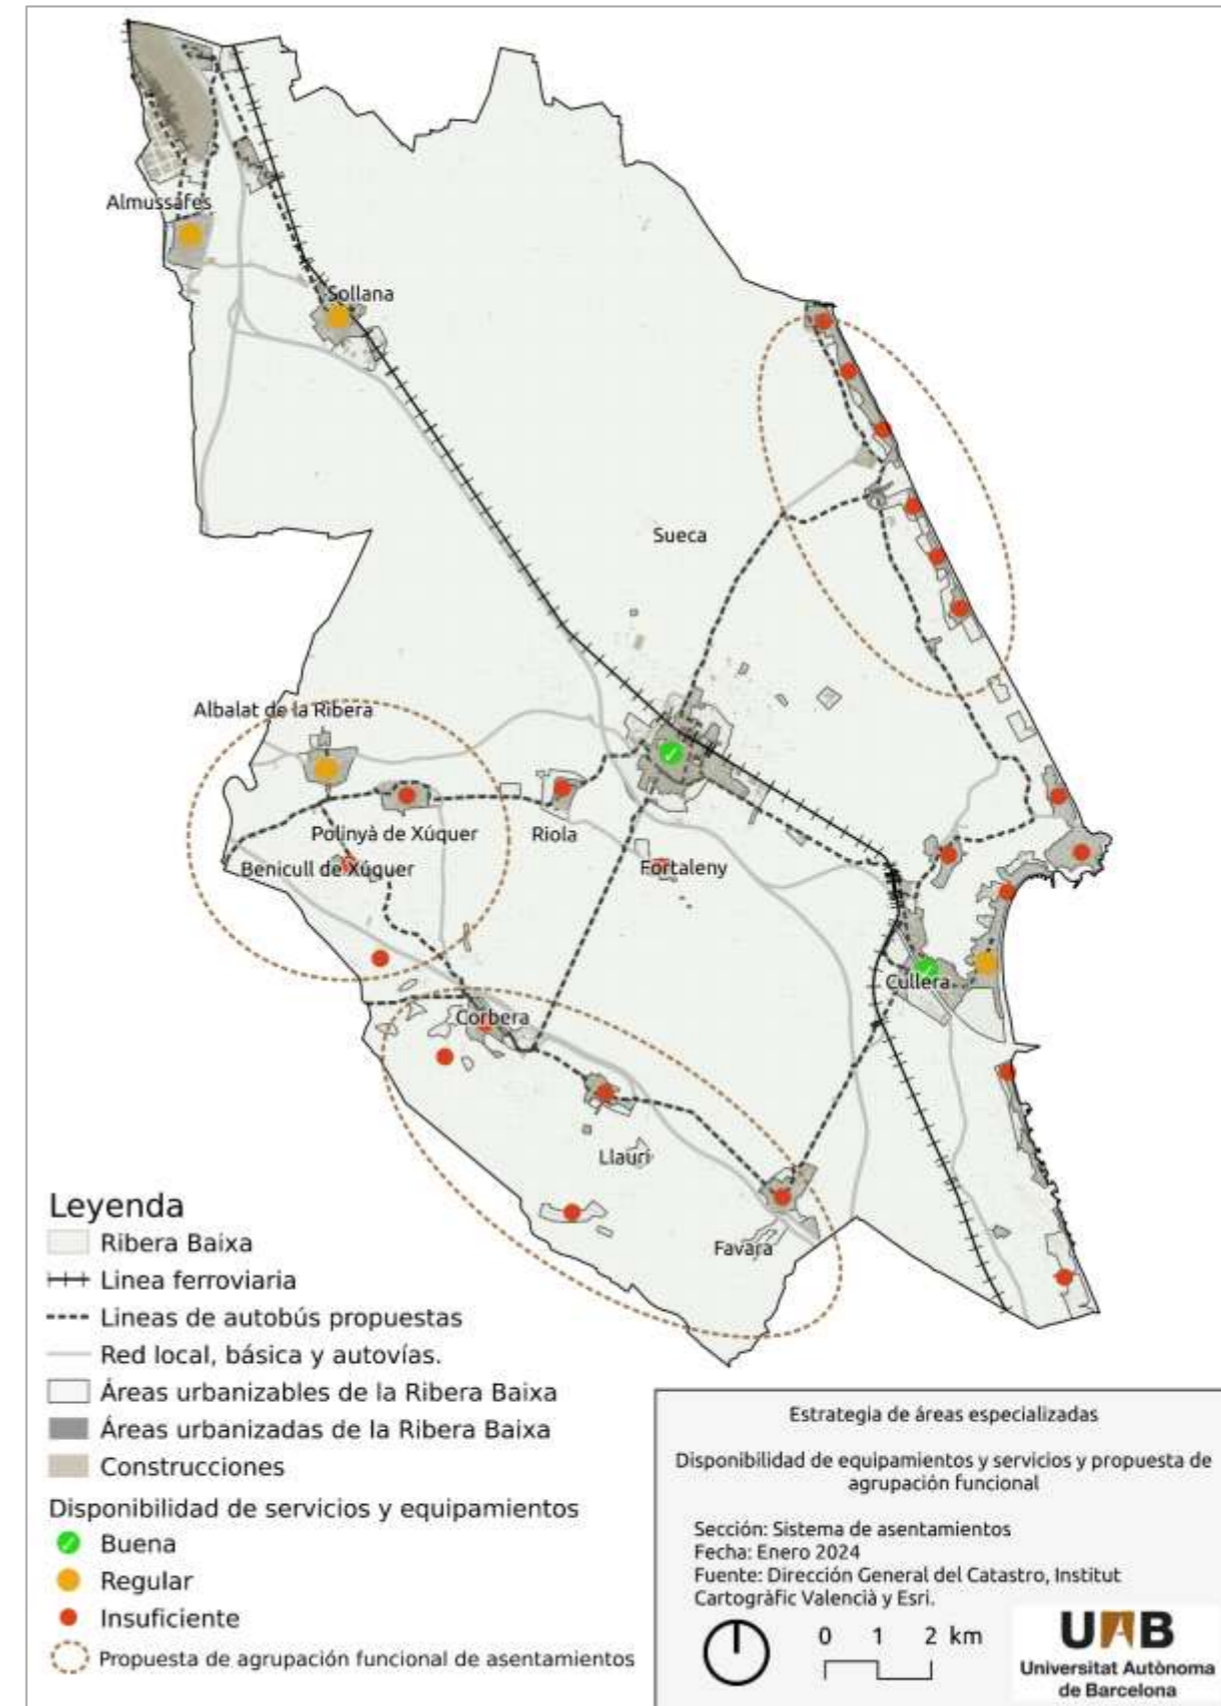 Almussafes
Sollana
Sueca
Albalat de la Ribera
Polinyà de Xúquer
Riola
Benicull de Xúquer
Fortaleny
Cullera
Corbera
Llaurí
Favara
Leyenda
Ribera Baixa
Linea ferroviaria
Lineas de autobús propuestas
Red local, básica y autovías.
Áreas urbanizables de la Ribera Baixa
Áreas urbanizadas de la Ribera Baixa
Construcciones
Disponibilidad de servicios y equipamientos
Buena
Regular
Insuficiente
Propuesta de agrupación funcional de asentamientos
Estrategia de áreas especializadas
Disponibilidad de equipamientos y servicios y propuesta de
agrupación funcional
Sección: Sistema de asentamientos
Fecha: Enero 2024
Fuente: Dirección General del Catastro, Institut
Cartogràfic Valencià y Esri.
0 1 2 km
UAB
Universitat Autònoma
de Barcelona